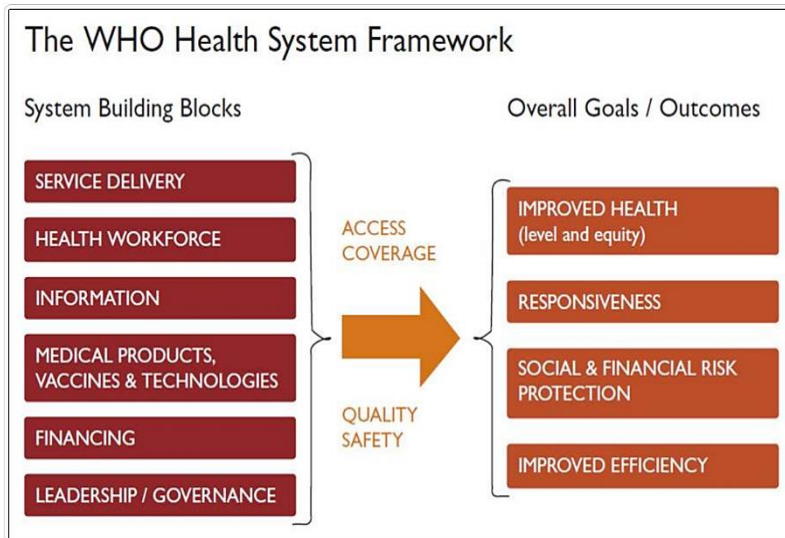 The WHO Health System Framework
System Building Blocks
Overall Goals / Outcomes
SERVICE DELIVERY
HEALTH WORKFORCE
INFORMATION
MEDICAL PRODUCTS,
VACCINES & TECHNOLOGIES
FINANCING
LEADERSHIP / GOVERNANCE
ACCESS
COVERAGE
QUALITY
SAFETY
IMPROVED HEALTH
(level and equity)
RESPONSIVENESS
SOCIAL & FINANCIAL RISK
PROTECTION
IMPROVED EFFICIENCY